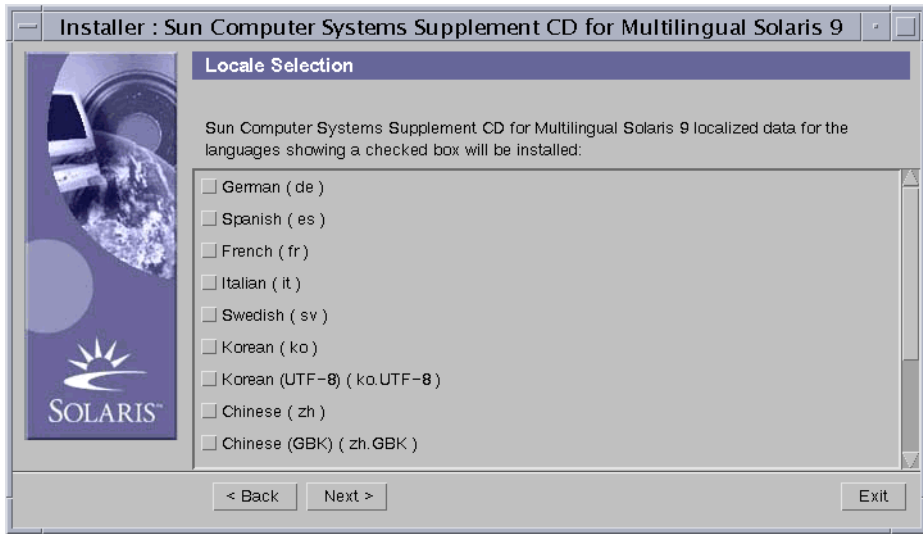 Installer : Sun Computer Systems Supplement CD for Multilingual Solaris 9
Locale Selection
Sun Computer Systems Supplement CD for Multilingual Solaris 9 localized data for the
languages showing a checked box will be installed:
German ( de )
Spanish ( es )
French ( fr )
Italian ( it )
Swedish ( sv )
Korean ( ko )
Korean (UTF-8) ( ko.UTF-8 )
Chinese ( zh )
Chinese (GBK) ( zh.GBK )
SOLARIS™
< Back
Next >
Exit